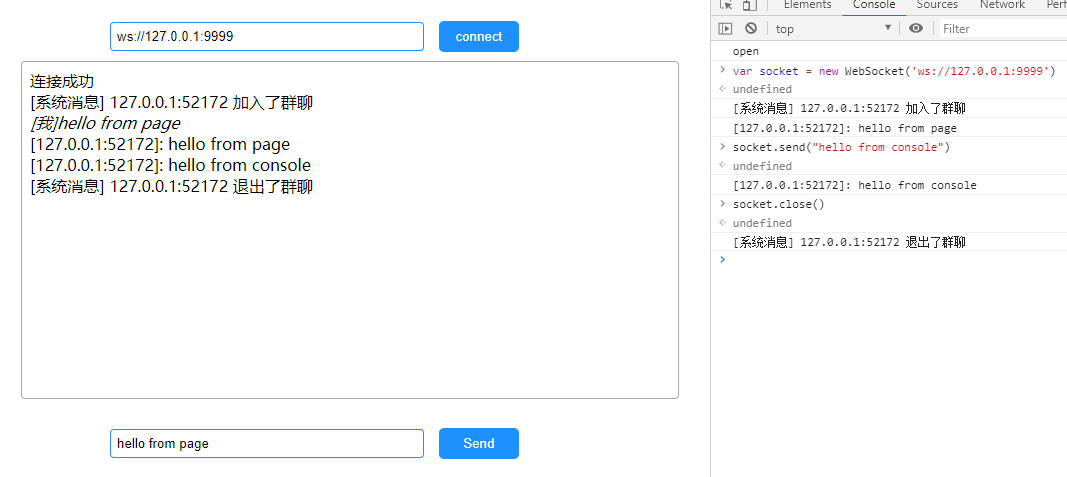 ws://127.0.0.1:9999
connect
连接成功
[系统消息] 127.0.0.1:52172 加入了群聊
[我]hello from page
[127.0.0.1:52172]: hello from page
[127.0.0.1:52172]: hello from console
[系统消息] 127.0.0.1:52172 退出了群聊
hello from page
Send
Elements Console Sources Network Perf
top ▼ Filter
open
> var socket = new WebSocket('ws://127.0.0.1:9999')
undefined
[系统消息] 127.0.0.1:52172 加入了群聊
[127.0.0.1:52172]: hello from page
> socket.send("hello from console")
undefined
[127.0.0.1:52172]: hello from console
> socket.close()
undefined
[系统消息] 127.0.0.1:52172 退出了群聊
>